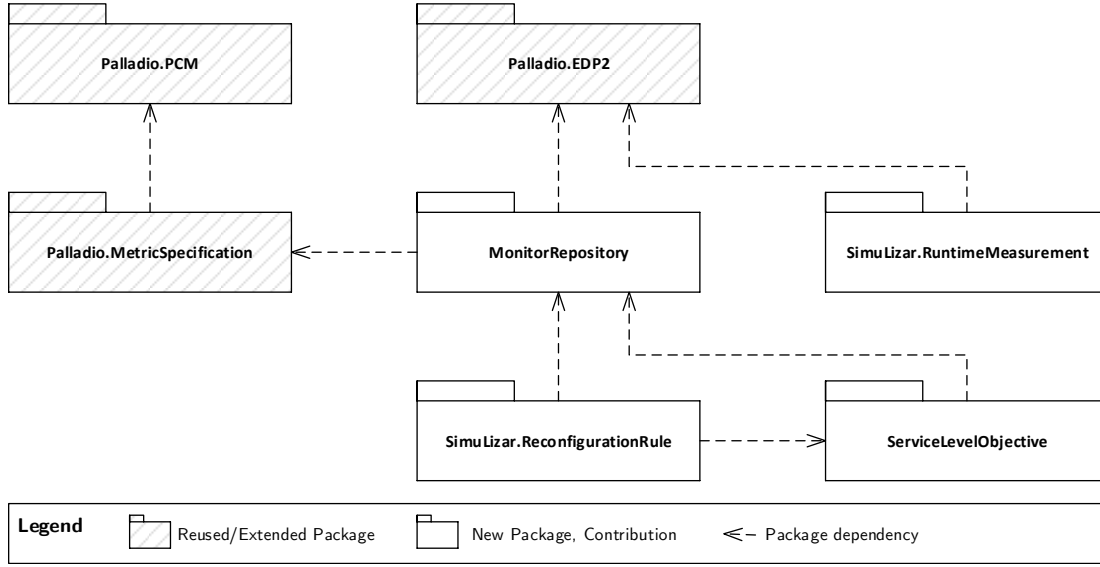 Palladio.PCM
Palladio.EDP2
Palladio.MetricSpecification
MonitorRepository
SimuLizar.RuntimeMeasurement
SimuLizar.ReconfigurationRule
ServiceLevelObjective
Legend
Reused/Extended Package
New Package, Contribution
Package dependency